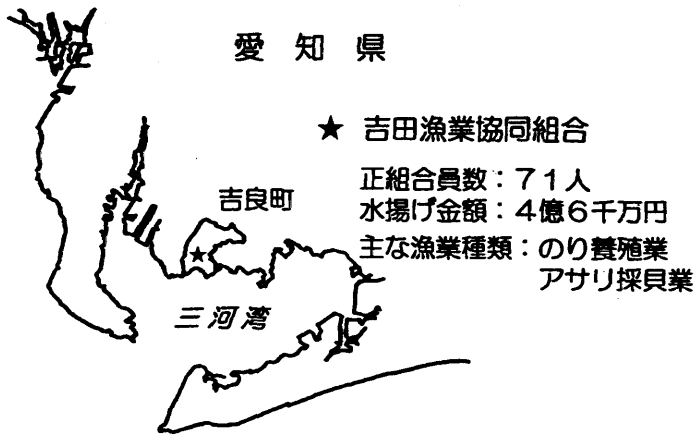 愛知県
★ 吉田漁業協同組合
正組合員数：７１人
水揚げ金額：４億６千万円
主な漁業種類：のり養殖業
アサリ採貝業
吉良町
三河湾